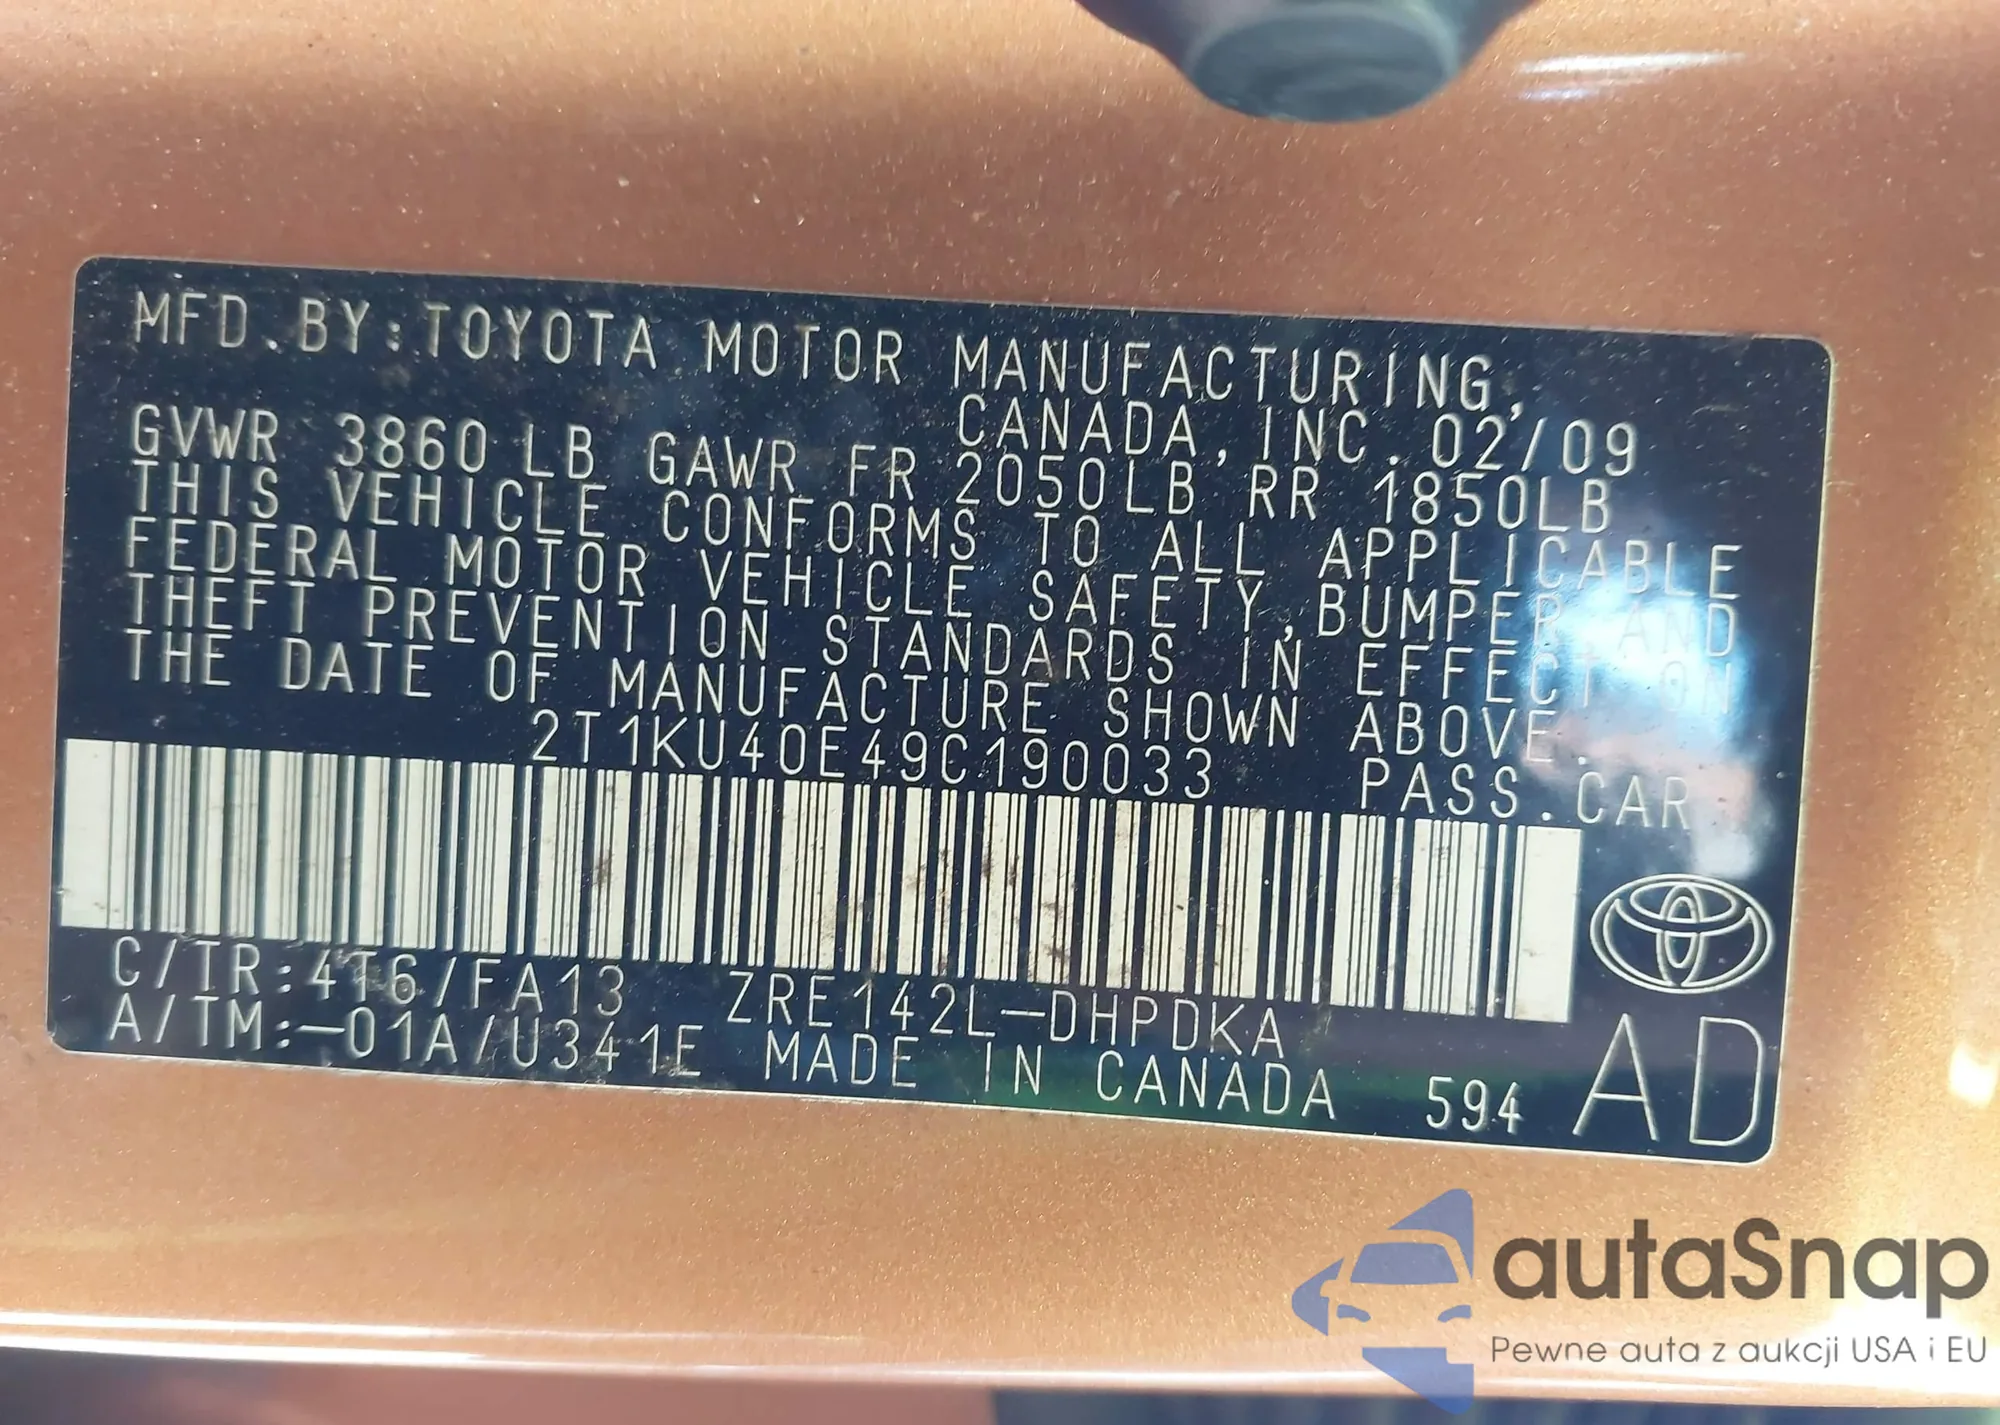 MFD.BY:TOYOTA MOTOR MANUFACTURING,
CANADA,INC.02/09
GVWR 3860LB GAWR FR 2050LB RR 1850LB
THIS VEHICLE CONFORMS TO ALL APPLICABLE
FEDERAL MOTOR VEHICLE SAFETY,BUMPER AND
THEFT PREVENTION STANDARDS IN EFFECT ON
THE DATE OF MANUFACTURE SHOWN ABOVE.
2T1KU40E49C190033 PASS.CAR
C/TR:4T6/FA13 ZRE142L-DHPDKA
A/TM:-01A/U341E MADE IN CANADA 594 AD
autaSnap
Pewne auta z aukcji USA i EU